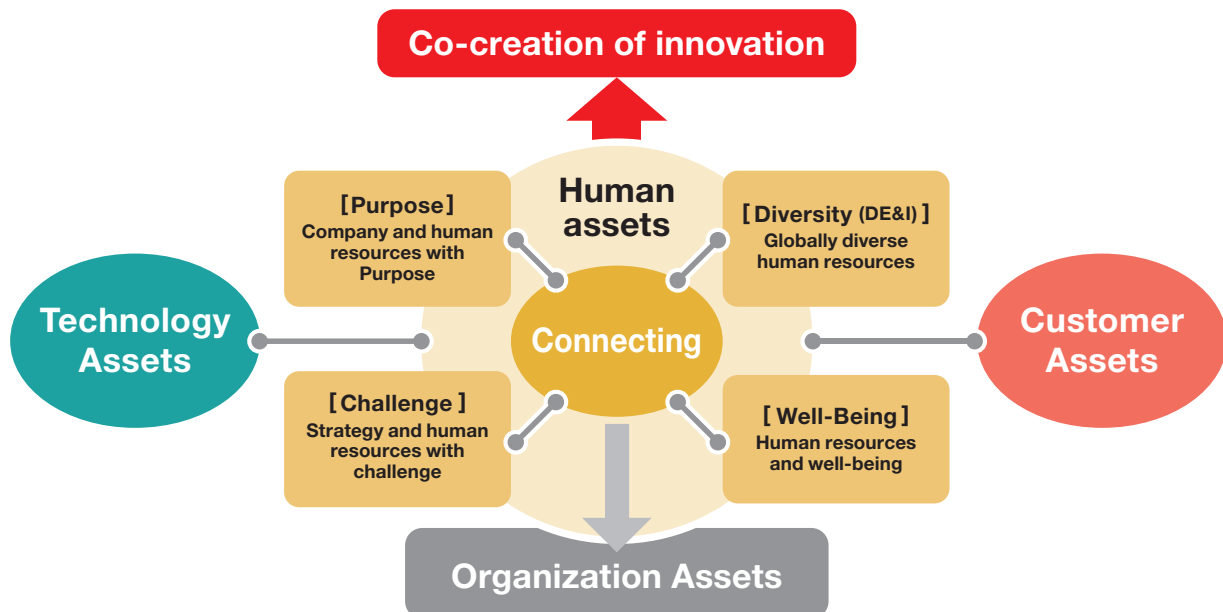 Co-creation of innovation
Human
assets
[Purpose]
Company and human
resources with
Purpose
[Diversity (DE&I) ]
Globally diverse
human resources
Technology
Assets
Connecting
Customer
Assets
[Challenge ]
Strategy and human
resources with
challenge
[Well-Being]
Human resources
and well-being
Organization Assets